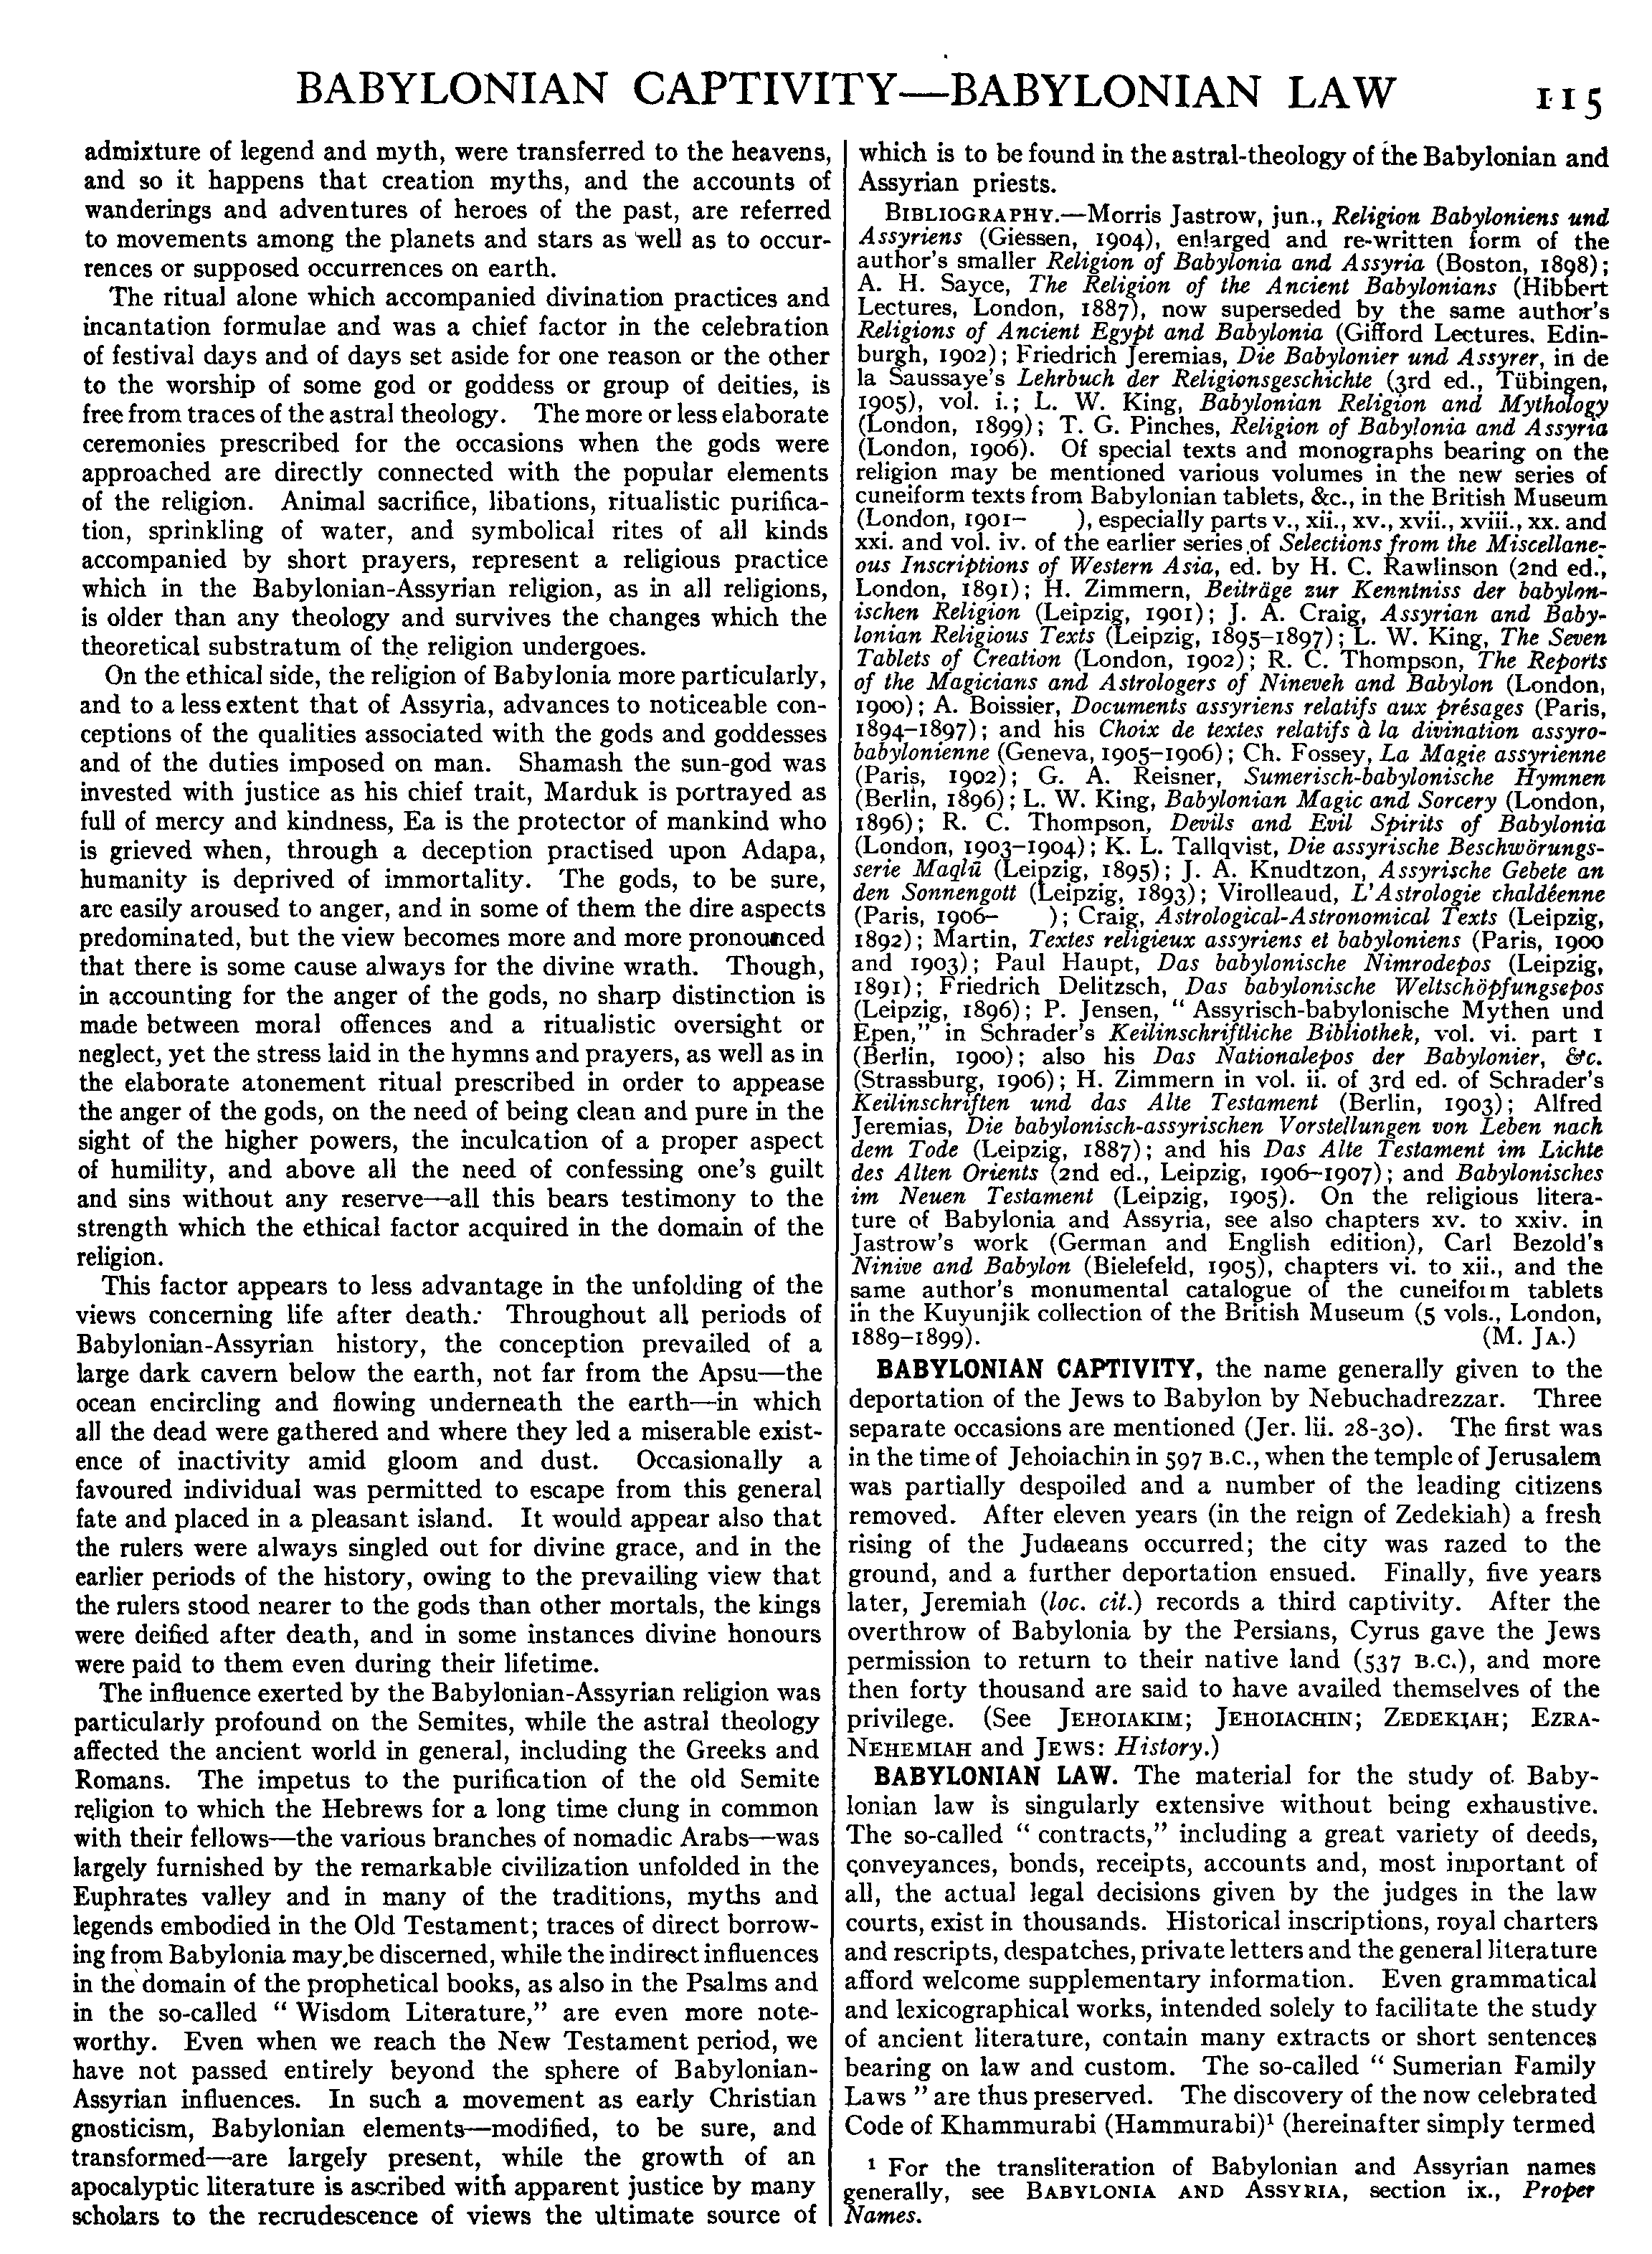 BABYLONIAN CAPTIVITY—BABYLONIAN LAW 115
admixture of legend and myth, were transferred to the heavens,
and so it happens that creation myths, and the accounts of
wanderings and adventures of heroes of the past, are referred
to movements among the planets and stars as well as to occur-
rences or supposed occurrences on earth.
The ritual alone which accompanied divination practices and
incantation formulae and was a chief factor in the celebration
of festival days and of days set aside for one reason or the other
to the worship of some god or goddess or group of deities, is
free from traces of the astral theology. The more or less elaborate
ceremonies prescribed for the occasions when the gods were
approached are directly connected with the popular elements
of the religion. Animal sacrifice, libations, ritualistic purifica-
tion, sprinkling of water, and symbolical rites of all kinds
accompanied by short prayers, represent a religious practice
which in the Babylonian-Assyrian religion, as in all religions,
is older than any theology and survives the changes which the
theoretical substratum of the religion undergoes.
On the ethical side, the religion of Babylonia more particularly,
and to a less extent that of Assyria, advances to noticeable con-
ceptions of the qualities associated with the gods and goddesses
and of the duties imposed on man. Shamash the sun-god was
invested with justice as his chief trait, Marduk is portrayed as
full of mercy and kindness, Ea is the protector of mankind who
is grieved when, through a deception practised upon Adapa,
humanity is deprived of immortality. The gods, to be sure,
are easily aroused to anger, and in some of them the dire aspects
predominated, but the view becomes more and more pronounced
that there is some cause always for the divine wrath. Though,
in accounting for the anger of the gods, no sharp distinction is
made between moral offences and a ritualistic oversight or
neglect, yet the stress laid in the hymns and prayers, as well as in
the elaborate atonement ritual prescribed in order to appease
the anger of the gods, on the need of being clean and pure in the
sight of the higher powers, the inculcation of a proper aspect
of humility, and above all the need of confessing one's guilt
and sins without any reserve—all this bears testimony to the
strength which the ethical factor acquired in the domain of the
religion.
This factor appears to less advantage in the unfolding of the
views concerning life after death. Throughout all periods of
Babylonian-Assyrian history, the conception prevailed of a
large dark cavern below the earth, not far from the Apsu—the
ocean encircling and flowing underneath the earth—in which
all the dead were gathered and where they led a miserable exist-
ence of inactivity amid gloom and dust. Occasionally a
favoured individual was permitted to escape from this general
fate and placed in a pleasant island. It would appear also that
the rulers were always singled out for divine grace, and in the
earlier periods of the history, owing to the prevailing view that
the rulers stood nearer to the gods than other mortals, the kings
were deified after death, and in some instances divine honours
were paid to them even during their lifetime.
The influence exerted by the Babylonian-Assyrian religion was
particularly profound on the Semites, while the astral theology
affected the ancient world in general, including the Greeks and
Romans. The impetus to the purification of the old Semite
religion to which the Hebrews for a long time clung in common
with their fellows—the various branches of nomadic Arabs—was
largely furnished by the remarkable civilization unfolded in the
Euphrates valley and in many of the traditions, myths and
legends embodied in the Old Testament; traces of direct borrow-
ing from Babylonia may be discerned, while the indirect influences
in the domain of the prophetical books, as also in the Psalms and
in the so-called " Wisdom Literature," are even more note-
worthy. Even when we reach the New Testament period, we
have not passed entirely beyond the sphere of Babylonian-
Assyrian influences. In such a movement as early Christian
gnosticism, Babylonian elements—modified, to be sure, and
transformed—are largely present, while the growth of an
apocalyptic literature is ascribed with apparent justice by many
scholars to the recrudescence of views the ultimate source of
which is to be found in the astral-theology of the Babylonian and
Assyrian priests.
BIBLIOGRAPHY.—Morris Jastrow, jun., Religion Babyloniens und
Assyriens (Giessen, 1904), enlarged and re-written form of the
author's smaller Religion of Babylonia and Assyria (Boston, 1898);
A. H. Sayce, The Religion of the Ancient Babylonians (Hibbert
Lectures, London, 1887), now superseded by the same author's
Religions of Ancient Egypt and Babylonia (Gifford Lectures. Edin-
burgh, 1902); Friedrich Jeremias, Die Babylonier und Assyrer, in de
la Saussaye's Lehrbuch der Religionsgeschichte (3rd ed., Tübingen,
1905), vol. i.; L. W. King, Babylonian Religion and Mythology
(London, 1899); T. G. Pinches, Religion of Babylonia and Assyria
(London, 1906). Of special texts and monographs bearing on the
religion may be mentioned various volumes in the new series of
cuneiform texts from Babylonian tablets, &c., in the British Museum
(London, 1901– ), especially parts v., xii., xv., xvii., xviii., xx. and
xxi. and vol. iv. of the earlier series of Selections from the Miscellane-
ous Inscriptions of Western Asia, ed. by H. C. Rawlinson (2nd ed.,
London, 1891); H. Zimmern, Beiträge zur Kenntniss der babylon-
ischen Religion (Leipzig, 1901); J. A. Craig, Assyrian and Baby-
lonian Religious Texts (Leipzig, 1895–1897); L. W. King, The Seven
Tablets of Creation (London, 1902); R. C. Thompson, The Reports
of the Magicians and Astrologers of Nineveh and Babylon (London,
1900); A. Boissier, Documents assyriens relatifs aux présages (Paris,
1894–1897); and his Choix de textes relatifs à la divination assyro-
babylonienne (Geneva, 1905–1906); Ch. Fossey, La Magie assyrienne
(Paris, 1902); G. A. Reisner, Sumerisch-babylonische Hymnen
(Berlin, 1896); L. W. King, Babylonian Magic and Sorcery (London,
1896); R. C. Thompson, Devils and Evil Spirits of Babylonia
(London, 1903–1904); K. L. Tallqvist, Die assyrische Beschwörungs-
serie Maqlû (Leipzig, 1895); J. A. Knudtzon, Assyrische Gebete an
den Sonnengott (Leipzig, 1893); Virolleaud, L'Astrologie chaldéenne
(Paris, 1906– ); Craig, Astrological-Astronomical Texts (Leipzig,
1892); Martin, Textes religieux assyriens et babyloniens (Paris, 1900
and 1903); Paul Haupt, Das babylonische Nimrodepos (Leipzig,
1891); Friedrich Delitzsch, Das babylonische Weltschöpfungsepos
(Leipzig, 1896); P. Jensen, " Assyrisch-babylonische Mythen und
Epen," in Schrader's Keilinschriftliche Bibliothek, vol. vi. part 1
(Berlin, 1900); also his Das Nationalepos der Babylonier, &c.
(Strassburg, 1906); H. Zimmern in vol. ii. of 3rd ed. of Schrader's
Keilinschriften und das Alte Testament (Berlin, 1903); Alfred
Jeremias, Die babylonisch-assyrischen Vorstellungen von Leben nach
dem Tode (Leipzig, 1887); and his Das Alte Testament im Lichte
des Alten Orients (2nd ed., Leipzig, 1906–1907); and Babylonisches
im Neuen Testament (Leipzig, 1905). On the religious litera-
ture of Babylonia and Assyria, see also chapters xv. to xxiv. in
Jastrow's work (German and English edition), Carl Bezold's
Ninive and Babylon (Bielefeld, 1905), chapters vi. to xii., and the
same author's monumental catalogue of the cuneiform tablets
in the Kuyunjik collection of the British Museum (5 vols., London,
1889–1899). (M. JA.)
BABYLONIAN CAPTIVITY, the name generally given to the
deportation of the Jews to Babylon by Nebuchadrezzar. Three
separate occasions are mentioned (Jer. lii. 28-30). The first was
in the time of Jehoiachin in 597 B.C., when the temple of Jerusalem
was partially despoiled and a number of the leading citizens
removed. After eleven years (in the reign of Zedekiah) a fresh
rising of the Judaeans occurred; the city was razed to the
ground, and a further deportation ensued. Finally, five years
later, Jeremiah (loc. cit.) records a third captivity. After the
overthrow of Babylonia by the Persians, Cyrus gave the Jews
permission to return to their native land (537 B.C.), and more
then forty thousand are said to have availed themselves of the
privilege. (See JEHOIAKIM; JEHOIACHIN; ZEDEKIAH; EZRA-
NEHEMIAH and JEWS: History.)
BABYLONIAN LAW. The material for the study of Baby-
lonian law is singularly extensive without being exhaustive.
The so-called " contracts," including a great variety of deeds,
conveyances, bonds, receipts, accounts and, most important of
all, the actual legal decisions given by the judges in the law
courts, exist in thousands. Historical inscriptions, royal charters
and rescripts, despatches, private letters and the general literature
afford welcome supplementary information. Even grammatical
and lexicographical works, intended solely to facilitate the study
of ancient literature, contain many extracts or short sentences
bearing on law and custom. The so-called " Sumerian Family
Laws " are thus preserved. The discovery of the now celebrated
Code of Khammurabi (Hammurabi)¹ (hereinafter simply termed
¹ For the transliteration of Babylonian and Assyrian names
generally, see BABYLONIA AND ASSYRIA, section ix., Proper
Names.